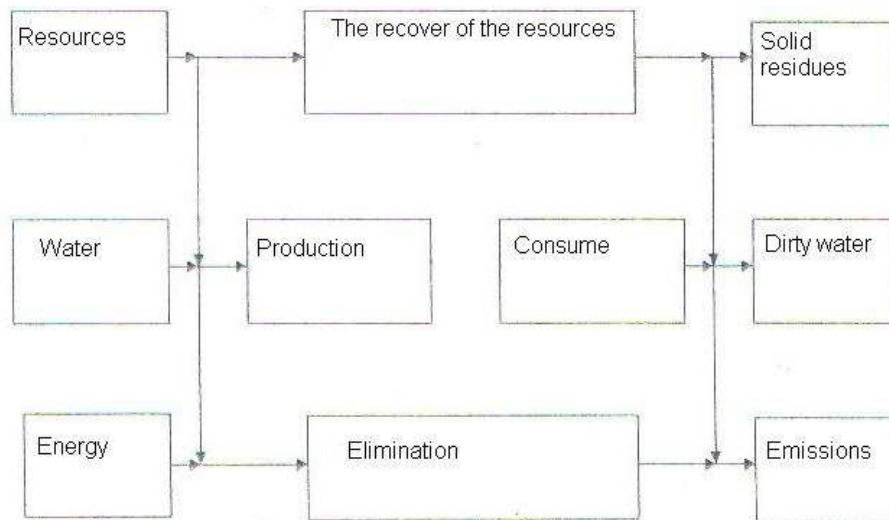 Resources
The recover of the resources
Solid
residues
Water
Production
Consume
Dirty water
Energy
Elimination
Emissions